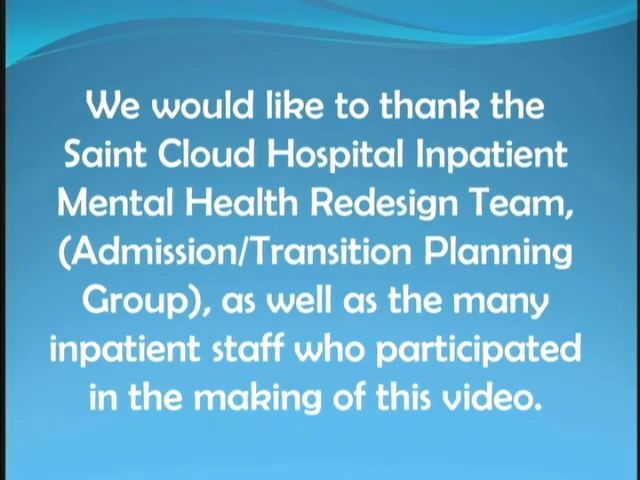 We would like to thank the
Saint Cloud Hospital Inpatient
Mental Health Redesign Team,
(Admission/Transition Planning
Group), as well as the many
inpatient staff who participated
in the making of this video.